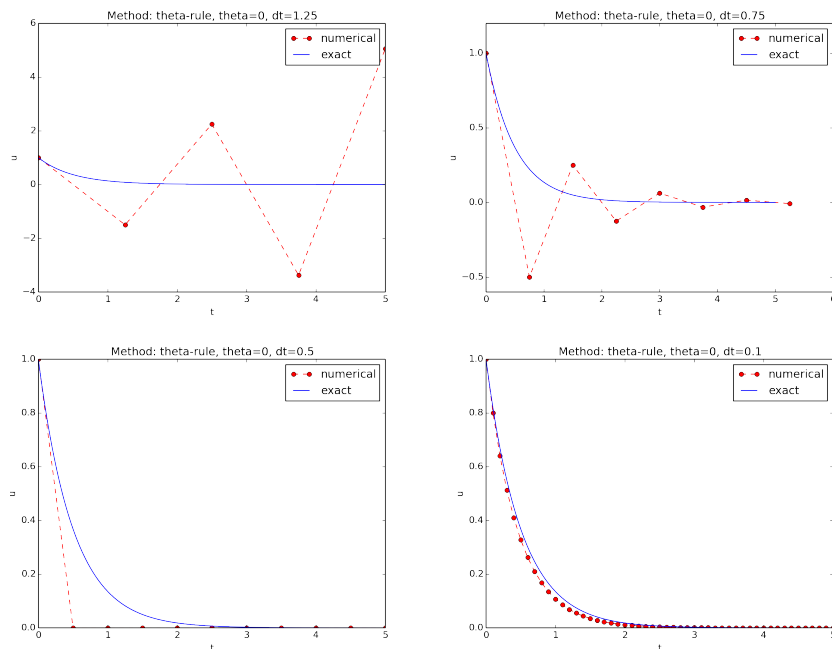 Method: theta-rule, theta=0, dt=1.25
numerical
exact
6
4
2
0
−2
−4
u
0 1 2 3 4 5
t
Method: theta-rule, theta=0, dt=0.75
numerical
exact
1.0
0.5
0.0
−0.5
u
0 1 2 3 4 5 6
t
Method: theta-rule, theta=0, dt=0.5
numerical
exact
1.0
0.8
0.6
0.4
0.2
0.0
u
0 1 2 3 4 5
t
Method: theta-rule, theta=0, dt=0.1
numerical
exact
1.0
0.8
0.6
0.4
0.2
0.0
u
0 1 2 3 4 5
t